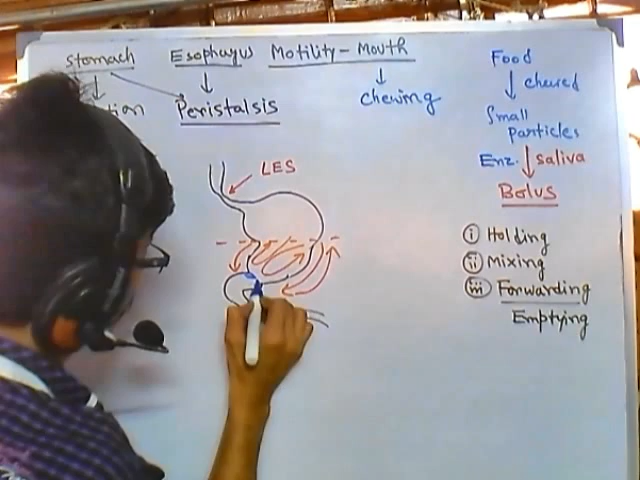 Stomach Esophagus Motility - Mouth
Peristalsis
Chewing
LES
Food
chewed
Small
Particles
Enz. saliva
Bolus
i Holding
ii Mixing
iii Forwarding
Emptying